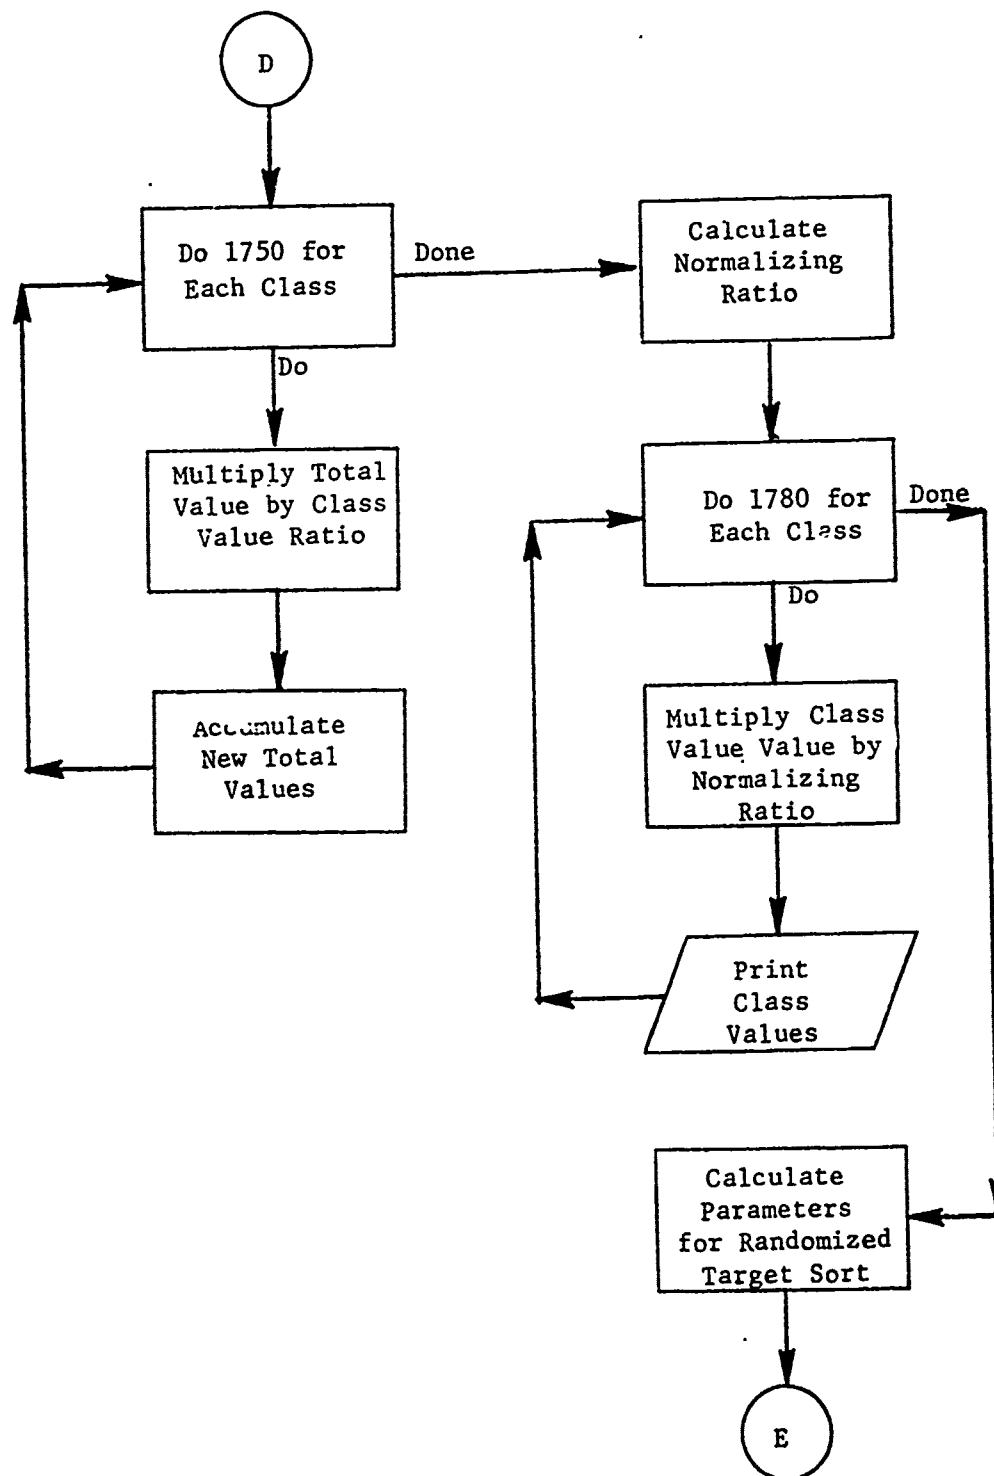 D
Do 1750 for
Each Class
Done
Do
Multiply Total
Value by Class
Value Ratio
Accumulate
New Total
Values
Calculate
Normalizing
Ratio
Do 1780 for
Each Class
Done
Do
Multiply Class
Value Value by
Normalizing
Ratio
Print
Class
Values
Calculate
Parameters
for Randomized
Target Sort
E